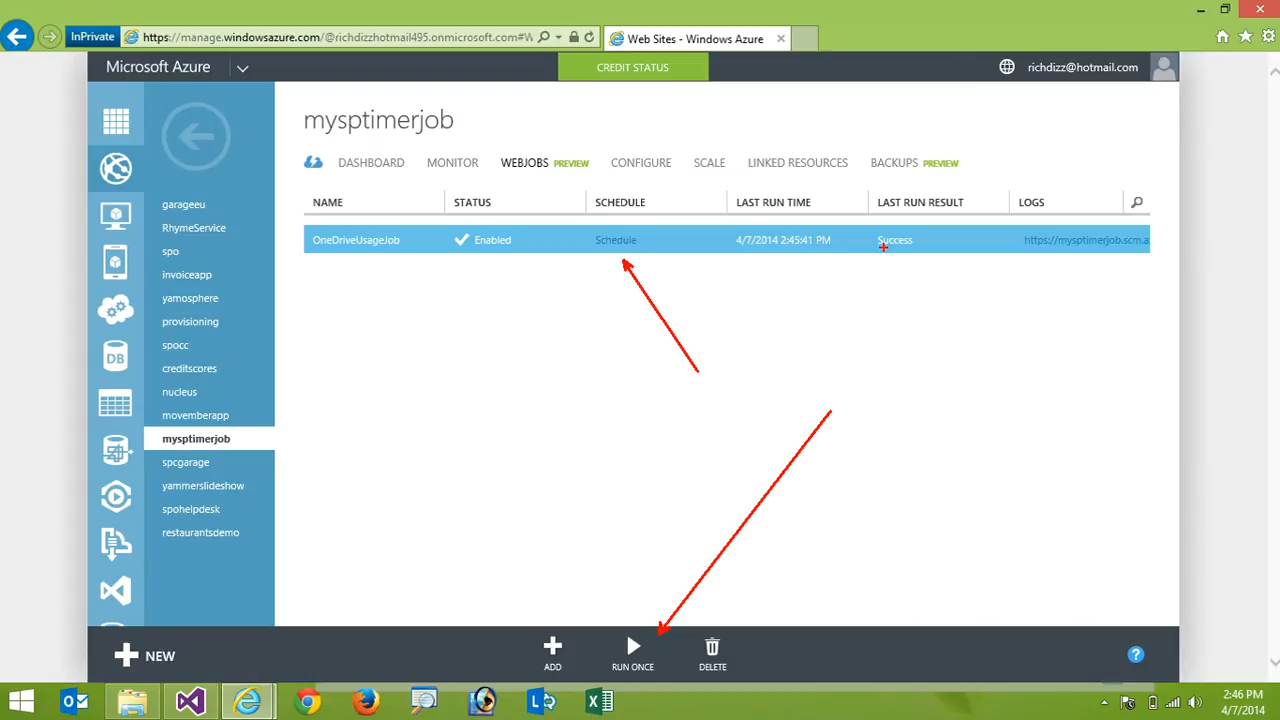 InPrivate
https://manage.windowsazure.com/@richdizzhotmail495.onmicrosoft.com#W
Web Sites - Windows Azure
Microsoft Azure
CREDIT STATUS
richdizz@hotmail.com
mysptimerjob
DASHBOARD MONITOR WEBJOBS PREVIEW CONFIGURE SCALE LINKED RESOURCES BACKUPS PREVIEW
NAME STATUS SCHEDULE LAST RUN TIME LAST RUN RESULT LOGS
OneDriveUsageJob Enabled Schedule 4/7/2014 2:45:41 PM Success https://mysptimerjob.scm.a
garageeu
RhymeService
spo
invoiceapp
yamosphere
provisioning
spocc
creditscores
nucleus
movemberapp
mysptimerjob
spcgarage
yammerslideshow
spohelpdesk
restaurantsdemo
DB
NEW
ADD
RUN ONCE
DELETE
?
2:46 PM
4/7/2014